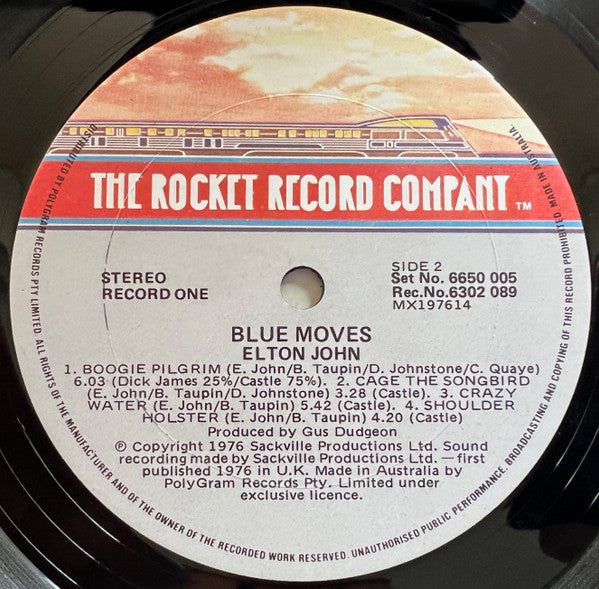 THE ROCKET RECORD COMPANY TM
STEREO
RECORD ONE
SIDE 2
Set No. 6650 005
Rec.No.6302 089
MX197614
BLUE MOVES
ELTON JOHN
1. BOOGIE PILGRIM (E. John/B. Taupin/D. Johnstone/C. Quaye)
6.03 (Dick James 25%/Castle 75%). 2. CAGE THE SONGBIRD
(E. John/B. Taupin/D. Johnstone) 3.28 (Castle). 3. CRAZY
WATER (E. John/B. Taupin) 5.42 (Castle). 4. SHOULDER
HOLSTER (E. John/B. Taupin) 4.20 (Castle)
Produced by Gus Dudgeon
℗ Copyright 1976 Sackville Productions Ltd. Sound
recording made by Sackville Productions Ltd. —first
published 1976 in U.K. Made in Australia by
PolyGram Records Pty. Limited under
exclusive licence.
DISTRIBUTED BY POLYGRAM RECORDS PTY LIMITED. ALL RIGHTS OF THE MANUFACTURER AND OF THE OWNER OF THE RECORDED WORK RESERVED. UNAUTHORISED PUBLIC PERFORMANCE, BROADCASTING AND COPYING OF THIS RECORD PROHIBITED. MADE IN AUSTRALIA.